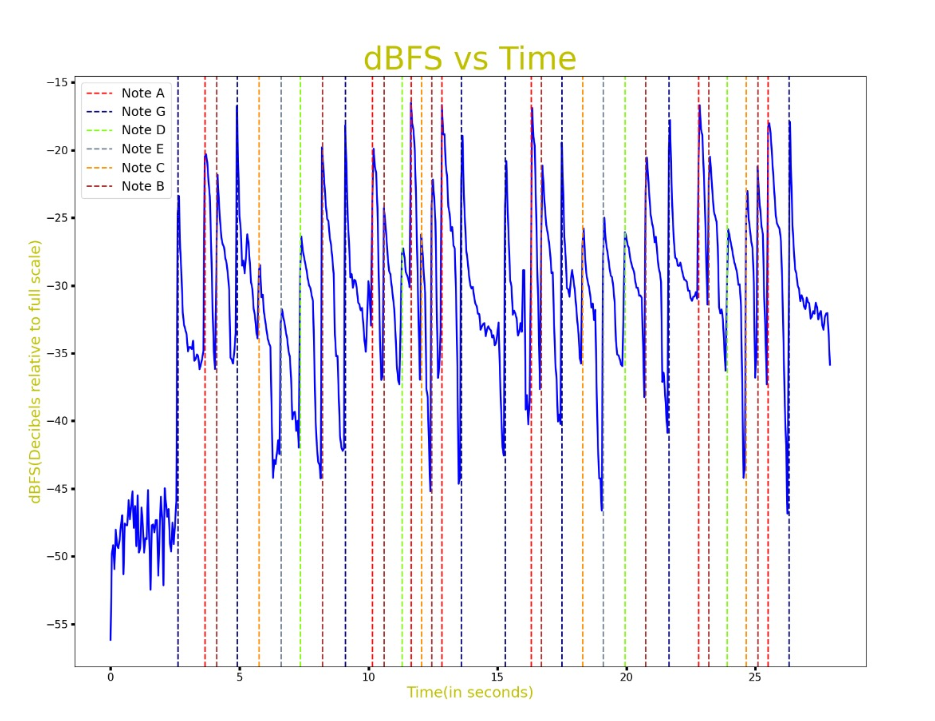 dBFS vs Time
Note A
Note G
Note D
Note E
Note C
Note B
−15
−20
−25
−30
−35
−40
−45
−50
−55
dBFS(Decibels relative to full scale)
0 5 10 15 20 25
Time(in seconds)